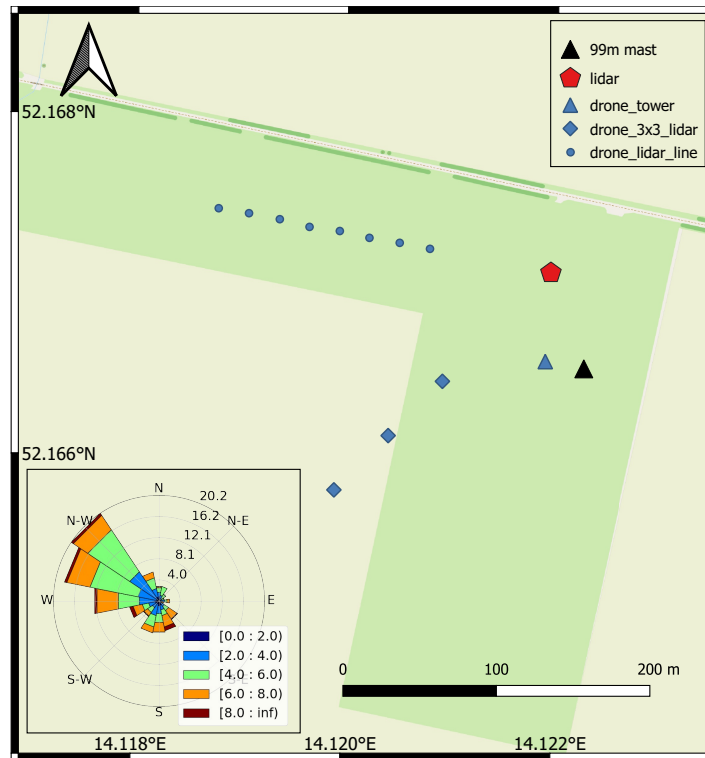 99m mast
lidar
drone_tower
drone_3x3_lidar
drone_lidar_line
52.168°N
52.166°N
N
20.2
N-W
16.2
N-E
12.1
8.1
4.0
W
E
[0.0 : 2.0)
[2.0 : 4.0)
[4.0 : 6.0)
[6.0 : 8.0)
[8.0 : inf)
S-W
S
0
100
200 m
14.118°E
14.120°E
14.122°E